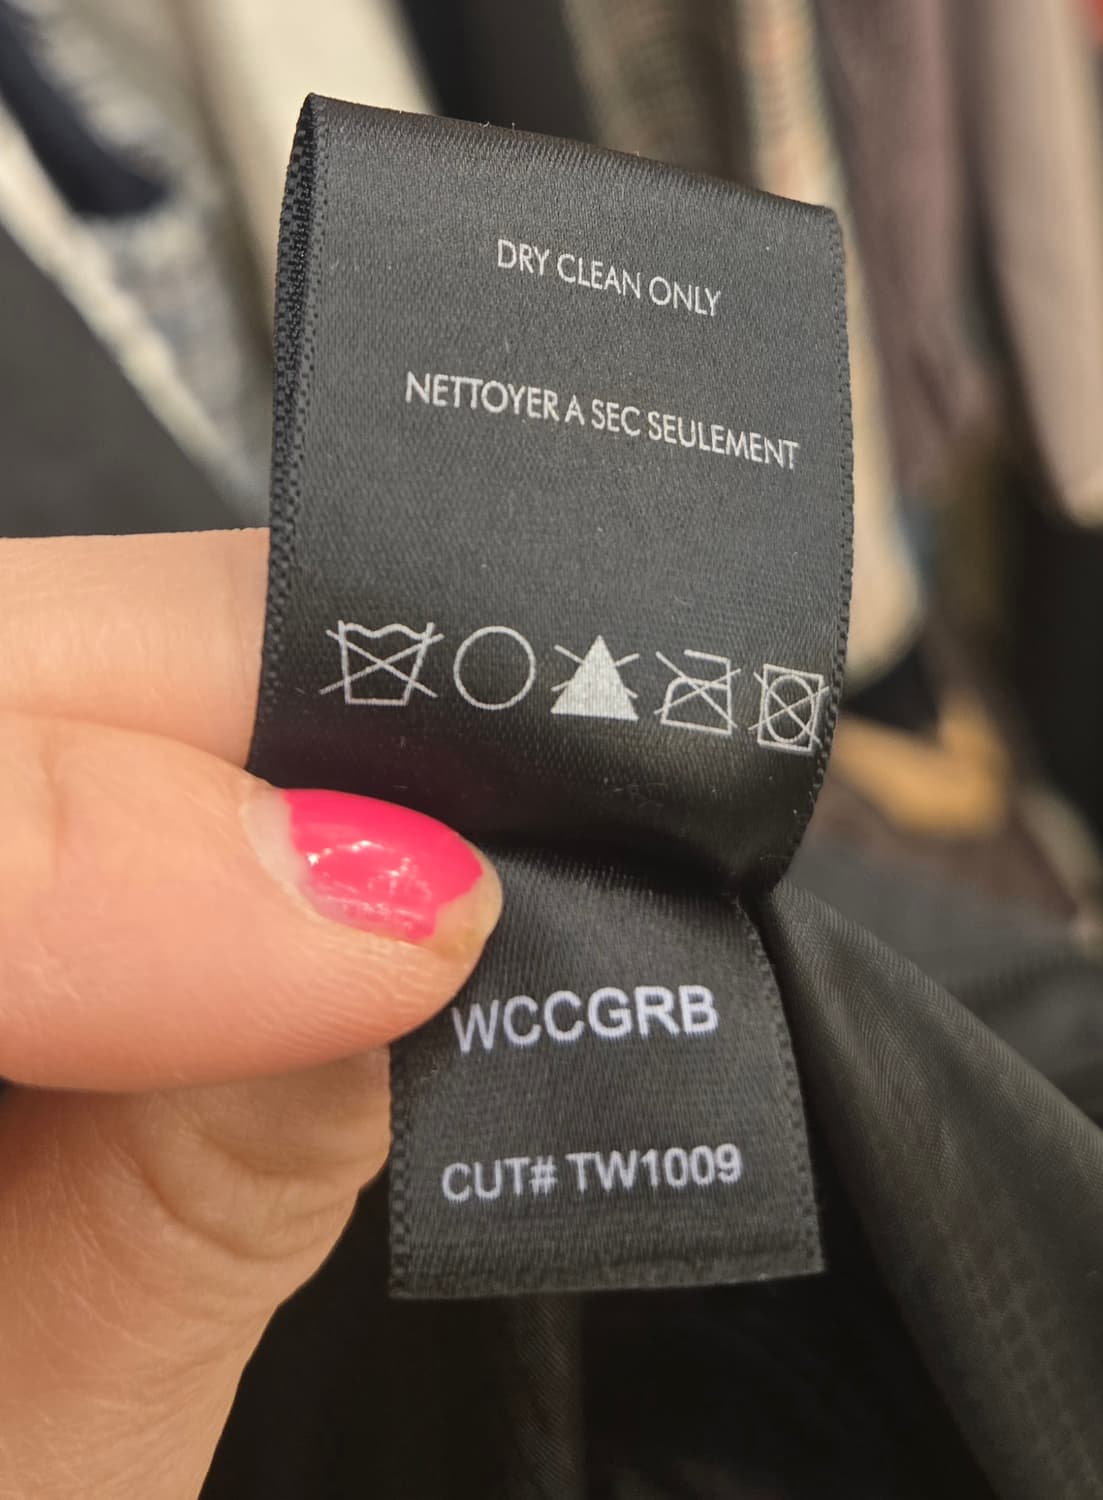 DRY CLEAN ONLY
NETTOYER A SEC SEULEMENT
WCCGRB
CUT# TW1009